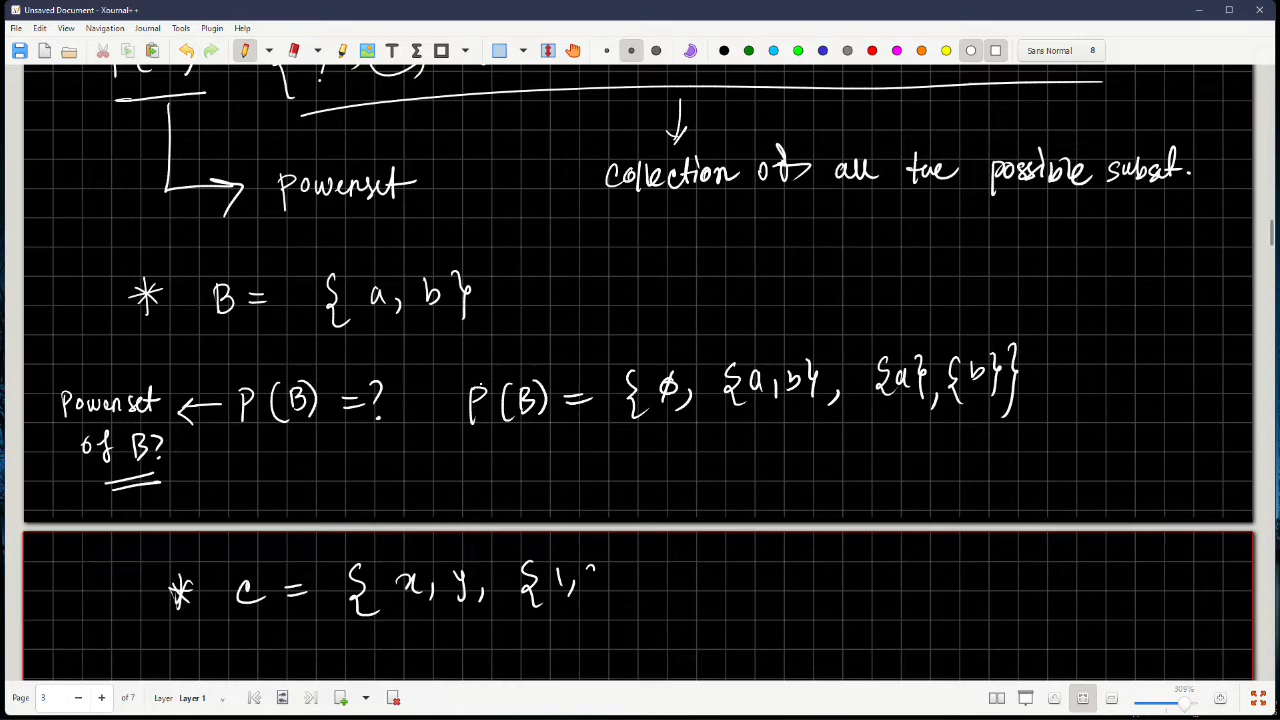 Unsaved Document - Xournal++
File Edit View Navigation Journal Tools Plugin Help
Sans Normal 8
powerset
collection of all the possible subset.
* B = { a, b}
P(B) =? P(B) = { ϕ, {a,b}, {a},{b}}
powerset
of B?
* C = { x, y, { 1,
Page 3 of 7 Layer Layer 1 309%